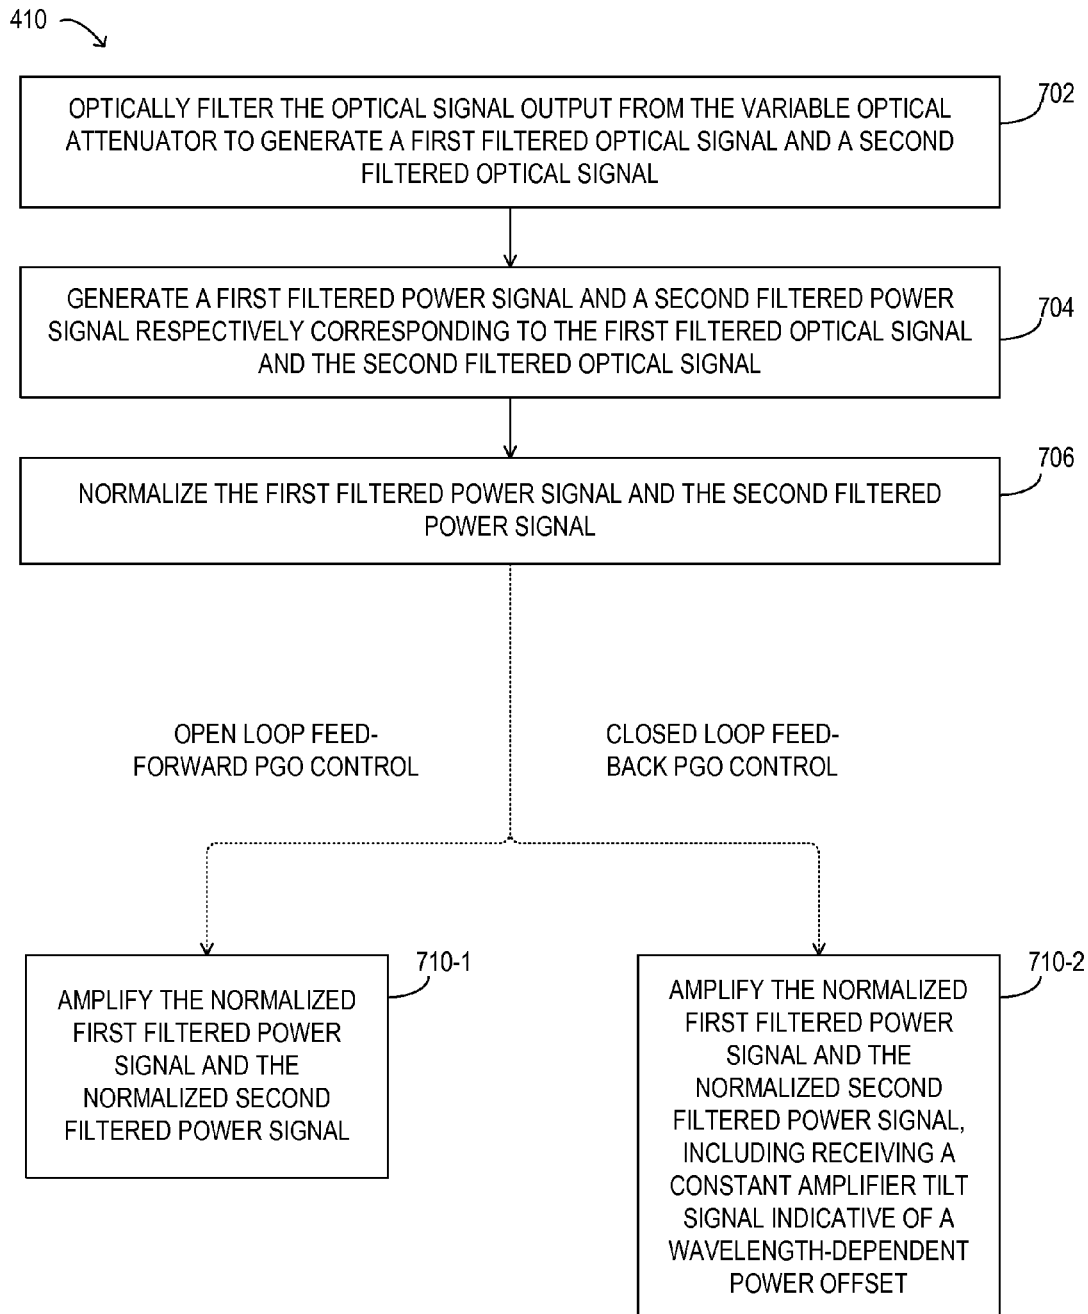 410
702
OPTICALLY FILTER THE OPTICAL SIGNAL OUTPUT FROM THE VARIABLE OPTICAL
ATTENUATOR TO GENERATE A FIRST FILTERED OPTICAL SIGNAL AND A SECOND
FILTERED OPTICAL SIGNAL
704
GENERATE A FIRST FILTERED POWER SIGNAL AND A SECOND FILTERED POWER
SIGNAL RESPECTIVELY CORRESPONDING TO THE FIRST FILTERED OPTICAL SIGNAL
AND THE SECOND FILTERED OPTICAL SIGNAL
706
NORMALIZE THE FIRST FILTERED POWER SIGNAL AND THE SECOND FILTERED
POWER SIGNAL
OPEN LOOP FEED-
FORWARD PGO CONTROL
CLOSED LOOP FEED-
BACK PGO CONTROL
710-1
AMPLIFY THE NORMALIZED
FIRST FILTERED POWER
SIGNAL AND THE
NORMALIZED SECOND
FILTERED POWER SIGNAL
710-2
AMPLIFY THE NORMALIZED
FIRST FILTERED POWER
SIGNAL AND THE
NORMALIZED SECOND
FILTERED POWER SIGNAL,
INCLUDING RECEIVING A
CONSTANT AMPLIFIER TILT
SIGNAL INDICATIVE OF A
WAVELENGTH-DEPENDENT
POWER OFFSET